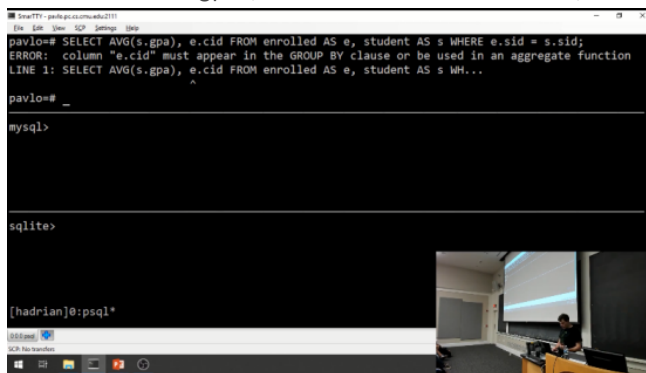 SmarTTY - pavlo.pc.cs.cmu.edu:2111
File Edit View SCP Settings Help
pavlo=# SELECT AVG(s.gpa), e.cid FROM enrolled AS e, student AS s WHERE e.sid = s.sid;
ERROR:  column "e.cid" must appear in the GROUP BY clause or be used in an aggregate function
LINE 1: SELECT AVG(s.gpa), e.cid FROM enrolled AS e, student AS s WH...
^
pavlo=# _
mysql>
sqlite>
[hadrian]0:psql*
SCP: No transfers